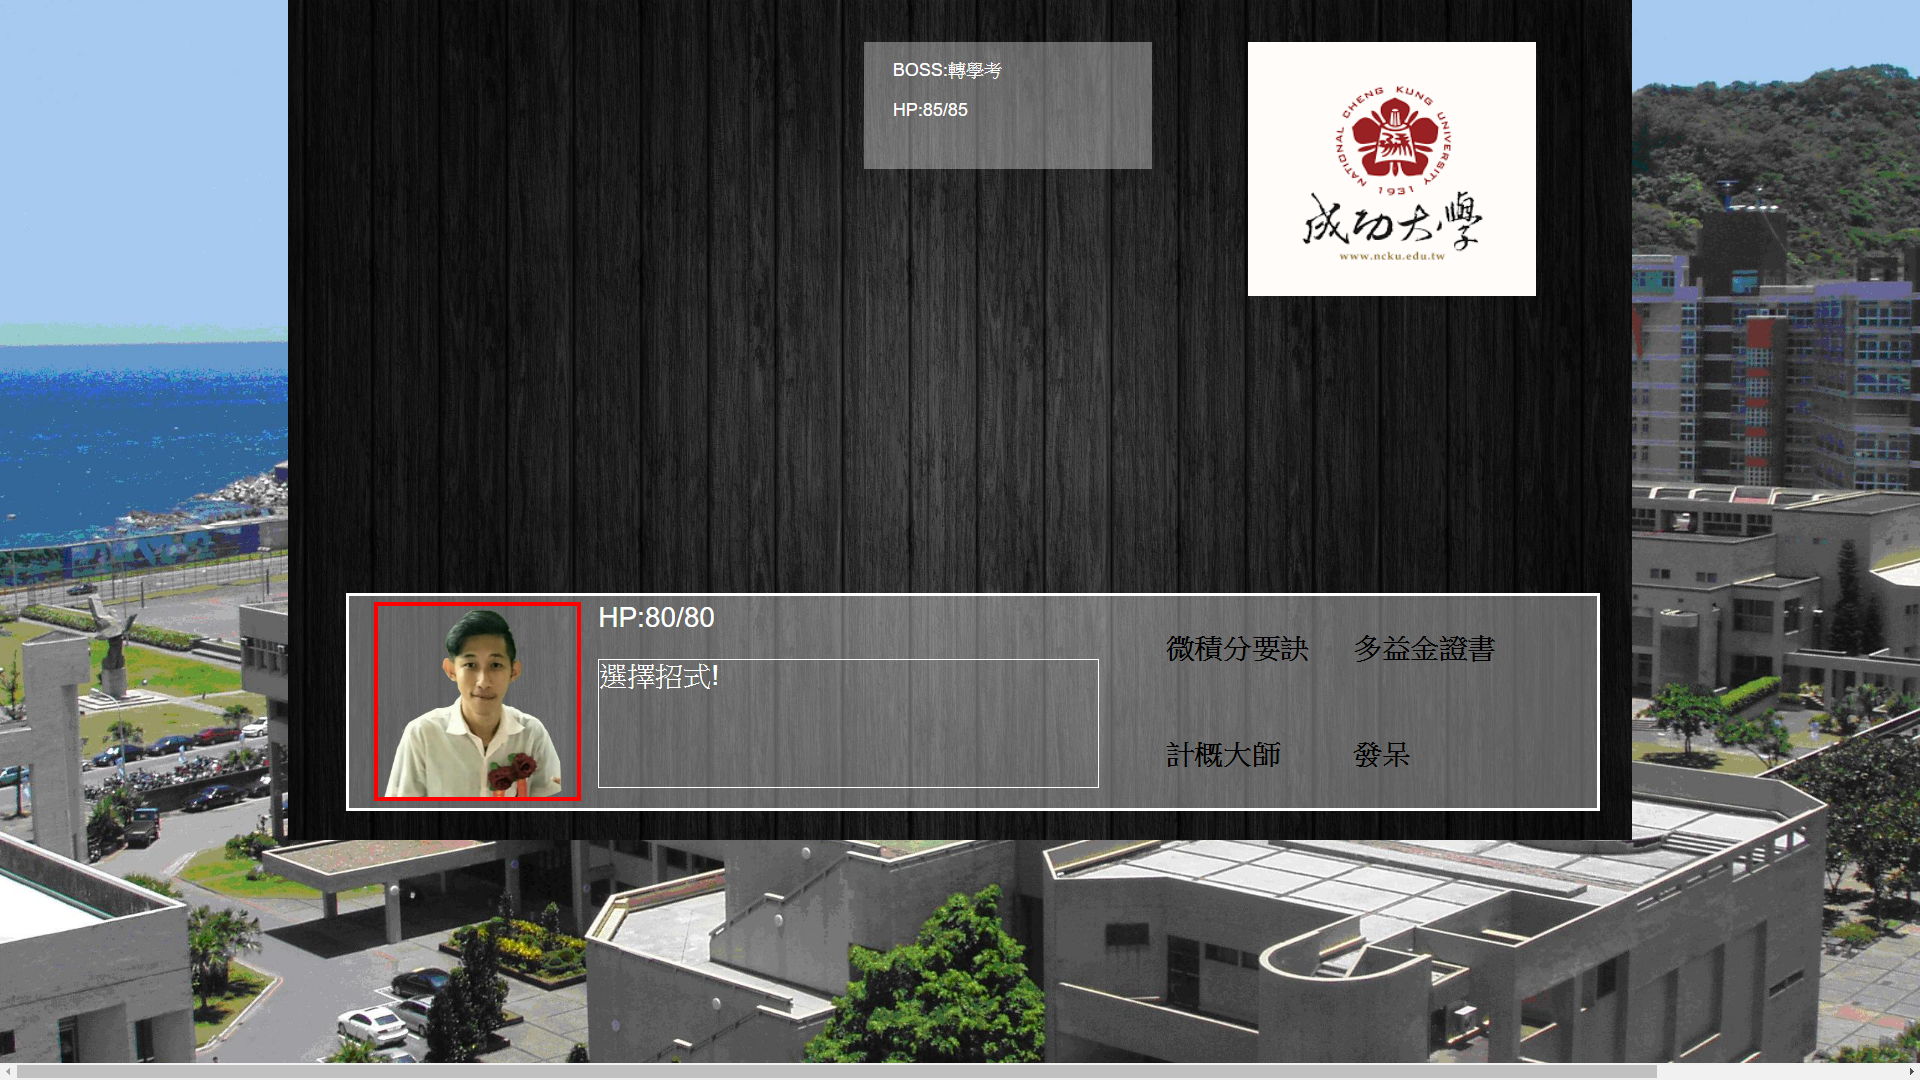 BOSS:轉學考
HP:85/85
NATIONAL CHENG KUNG UNIVERSITY
1931
成功大學
www.ncku.edu.tw
HP:80/80
選擇招式!
微積分要訣 多益金證書
計概大師 發呆